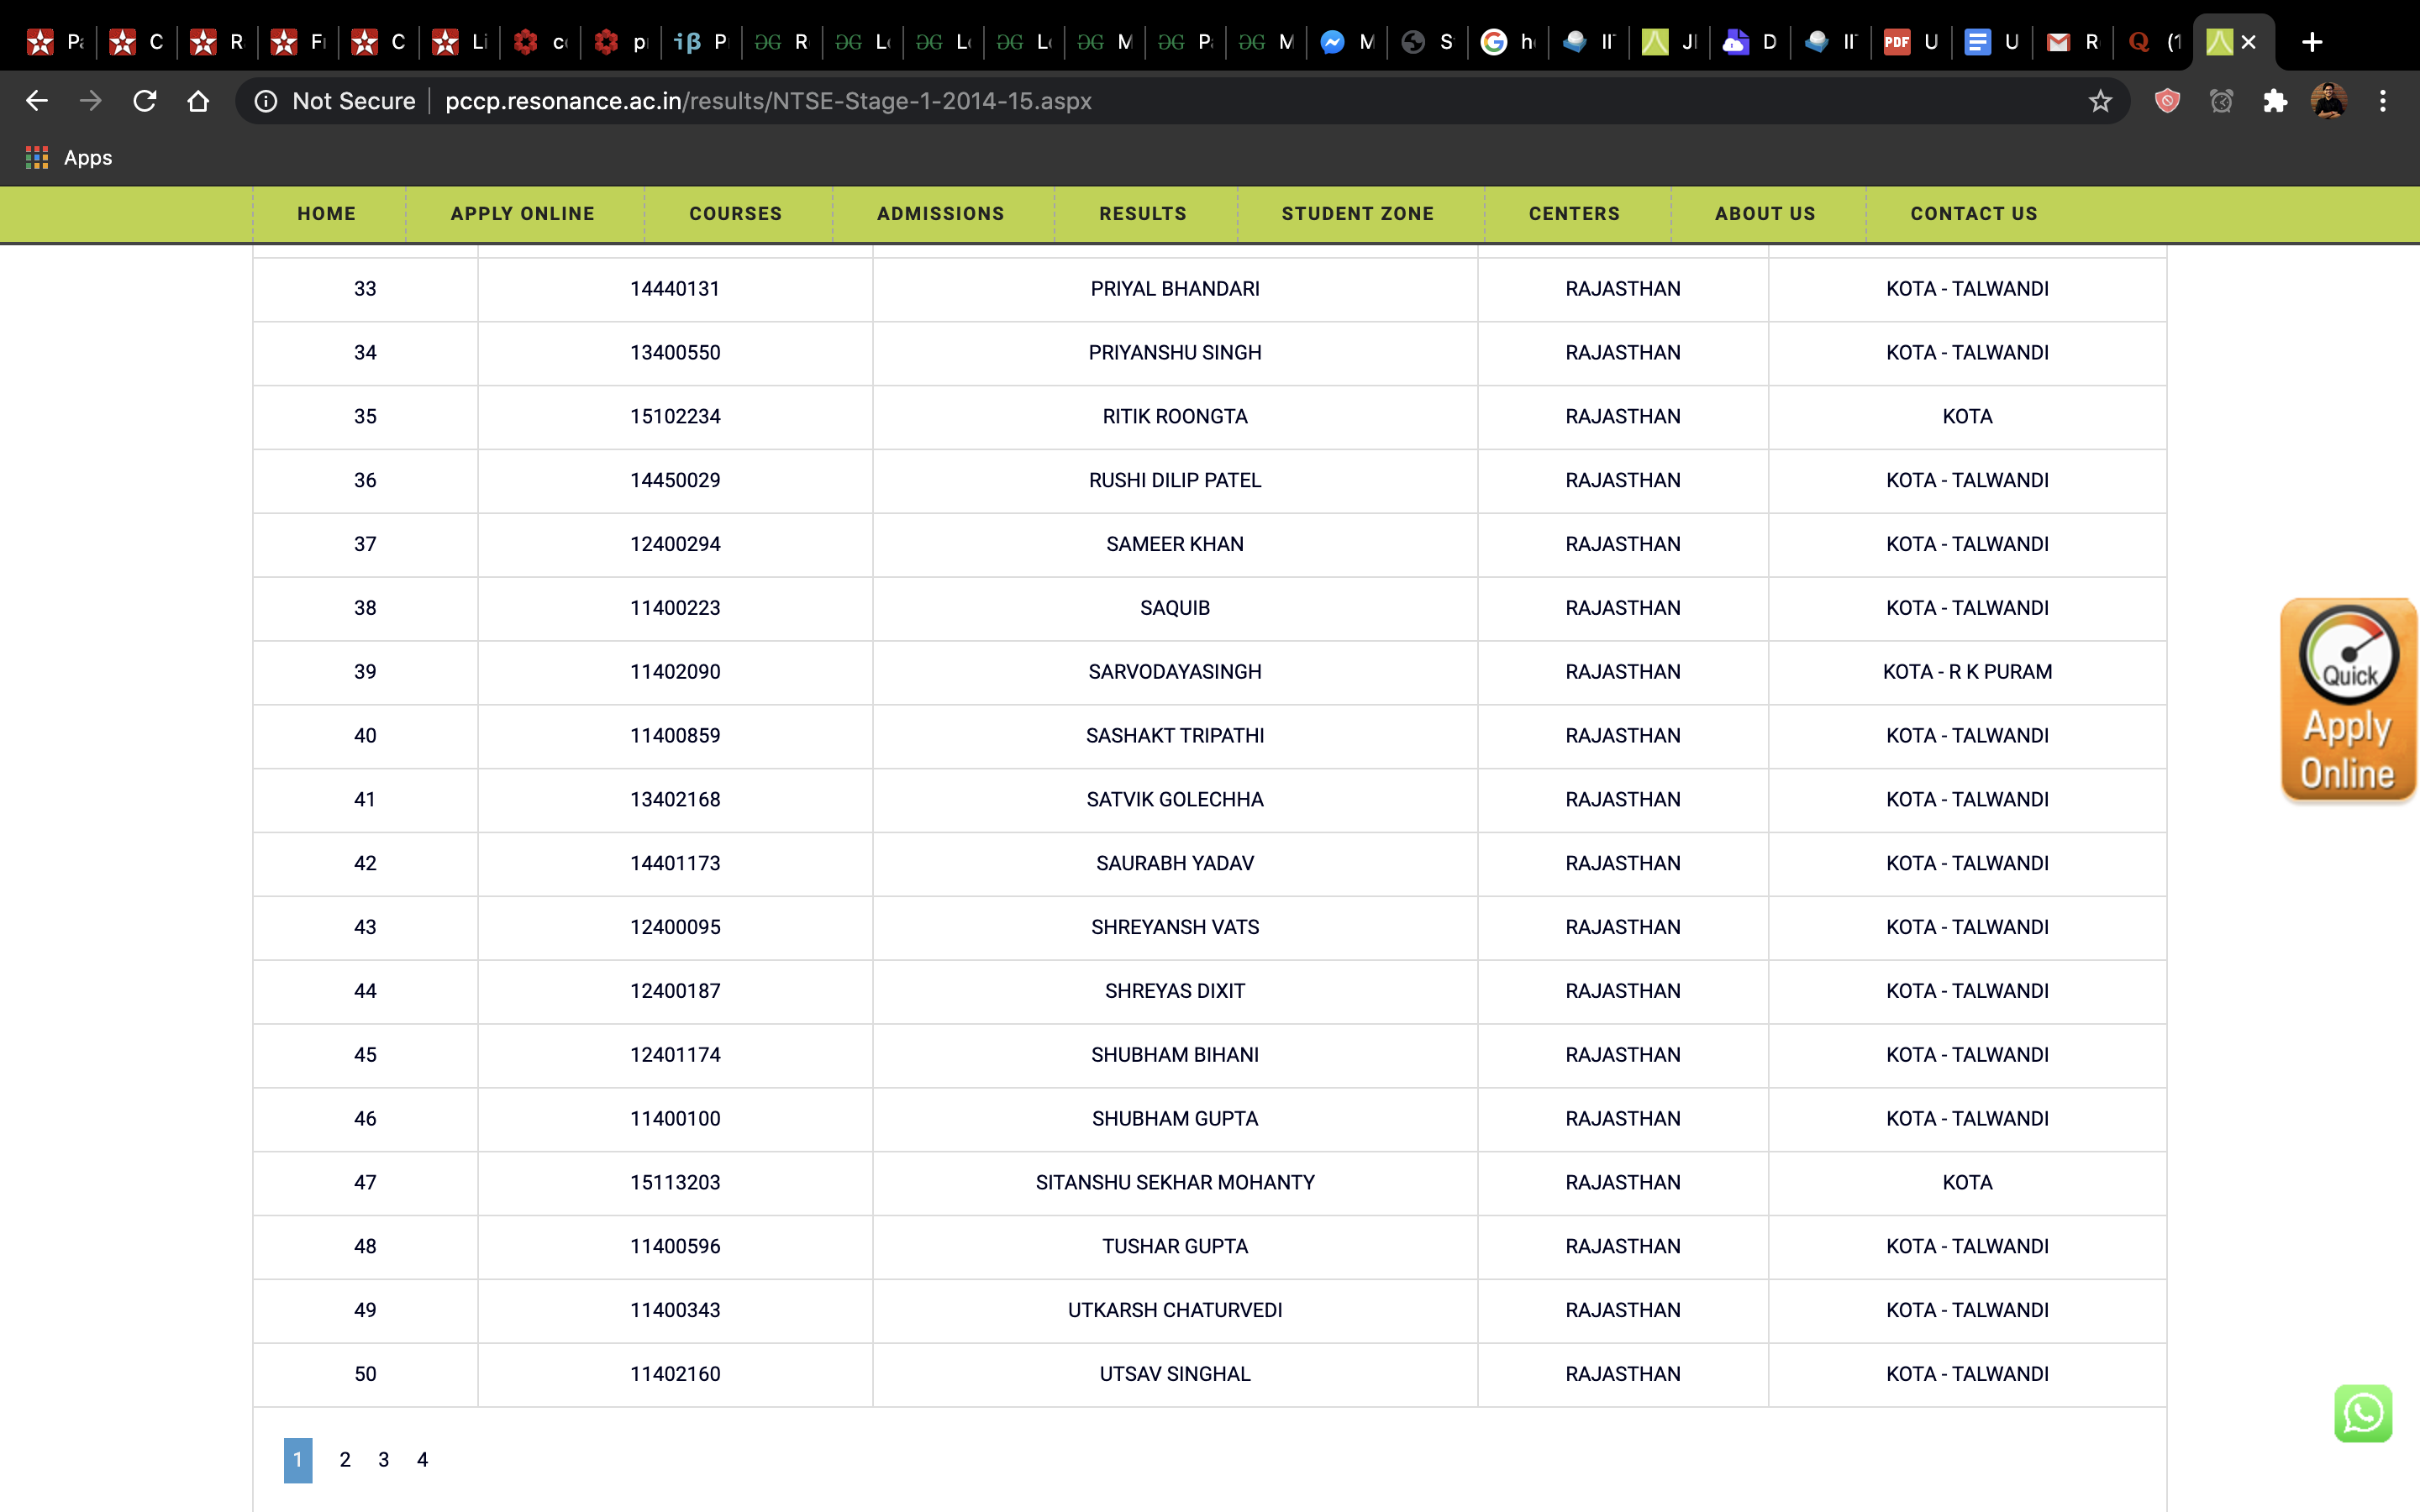 Pa C R Fi C Li co p P R Lo Lo Lo M Pa M M S h IIT JI D IIT U U R (1
Not Secure pccp.resonance.ac.in/results/NTSE-Stage-1-2014-15.aspx
Apps
HOME APPLY ONLINE COURSES ADMISSIONS RESULTS STUDENT ZONE CENTERS ABOUT US CONTACT US
33 14440131 PRIYAL BHANDARI RAJASTHAN KOTA - TALWANDI
34 13400550 PRIYANSHU SINGH RAJASTHAN KOTA - TALWANDI
35 15102234 RITIK ROONGTA RAJASTHAN KOTA
36 14450029 RUSHI DILIP PATEL RAJASTHAN KOTA - TALWANDI
37 12400294 SAMEER KHAN RAJASTHAN KOTA - TALWANDI
38 11400223 SAQUIB RAJASTHAN KOTA - TALWANDI
39 11402090 SARVODAYASINGH RAJASTHAN KOTA - R K PURAM
40 11400859 SASHAKT TRIPATHI RAJASTHAN KOTA - TALWANDI
41 13402168 SATVIK GOLECHHA RAJASTHAN KOTA - TALWANDI
42 14401173 SAURABH YADAV RAJASTHAN KOTA - TALWANDI
43 12400095 SHREYANSH VATS RAJASTHAN KOTA - TALWANDI
44 12400187 SHREYAS DIXIT RAJASTHAN KOTA - TALWANDI
45 12401174 SHUBHAM BIHANI RAJASTHAN KOTA - TALWANDI
46 11400100 SHUBHAM GUPTA RAJASTHAN KOTA - TALWANDI
47 15113203 SITANSHU SEKHAR MOHANTY RAJASTHAN KOTA
48 11400596 TUSHAR GUPTA RAJASTHAN KOTA - TALWANDI
49 11400343 UTKARSH CHATURVEDI RAJASTHAN KOTA - TALWANDI
50 11402160 UTSAV SINGHAL RAJASTHAN KOTA - TALWANDI
1 2 3 4
Quick
Apply
Online